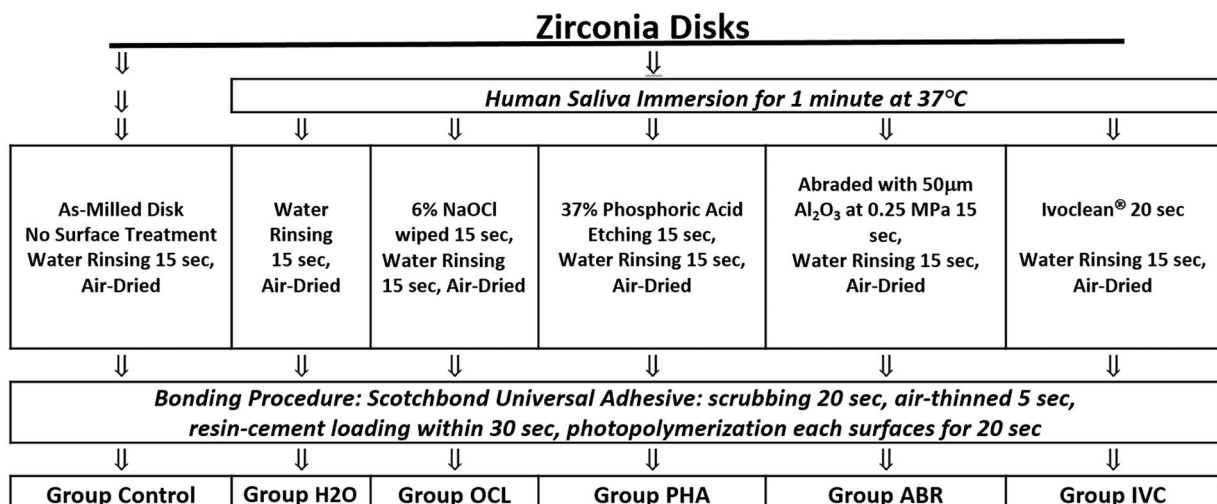 Zirconia Disks
⇓ ⇓
⇓ Human Saliva Immersion for 1 minute at 37°C
⇓ ⇓ ⇓ ⇓ ⇓ ⇓
As-Milled Disk
No Surface Treatment
Water Rinsing 15 sec,
Air-Dried
Water
Rinsing
15 sec,
Air-Dried
6% NaOCl
wiped 15 sec,
Water Rinsing
15 sec, Air-Dried
37% Phosphoric Acid
Etching 15 sec,
Water Rinsing 15 sec,
Air-Dried
Abraded with 50µm
Al₂O₃ at 0.25 MPa 15
sec,
Water Rinsing 15 sec,
Air-Dried
Ivoclean® 20 sec
Water Rinsing 15 sec,
Air-Dried
⇓ ⇓ ⇓ ⇓ ⇓ ⇓
Bonding Procedure: Scotchbond Universal Adhesive: scrubbing 20 sec, air-thinned 5 sec,
resin-cement loading within 30 sec, photopolymerization each surfaces for 20 sec
⇓ ⇓ ⇓ ⇓ ⇓ ⇓
Group Control
Group H2O
Group OCL
Group PHA
Group ABR
Group IVC